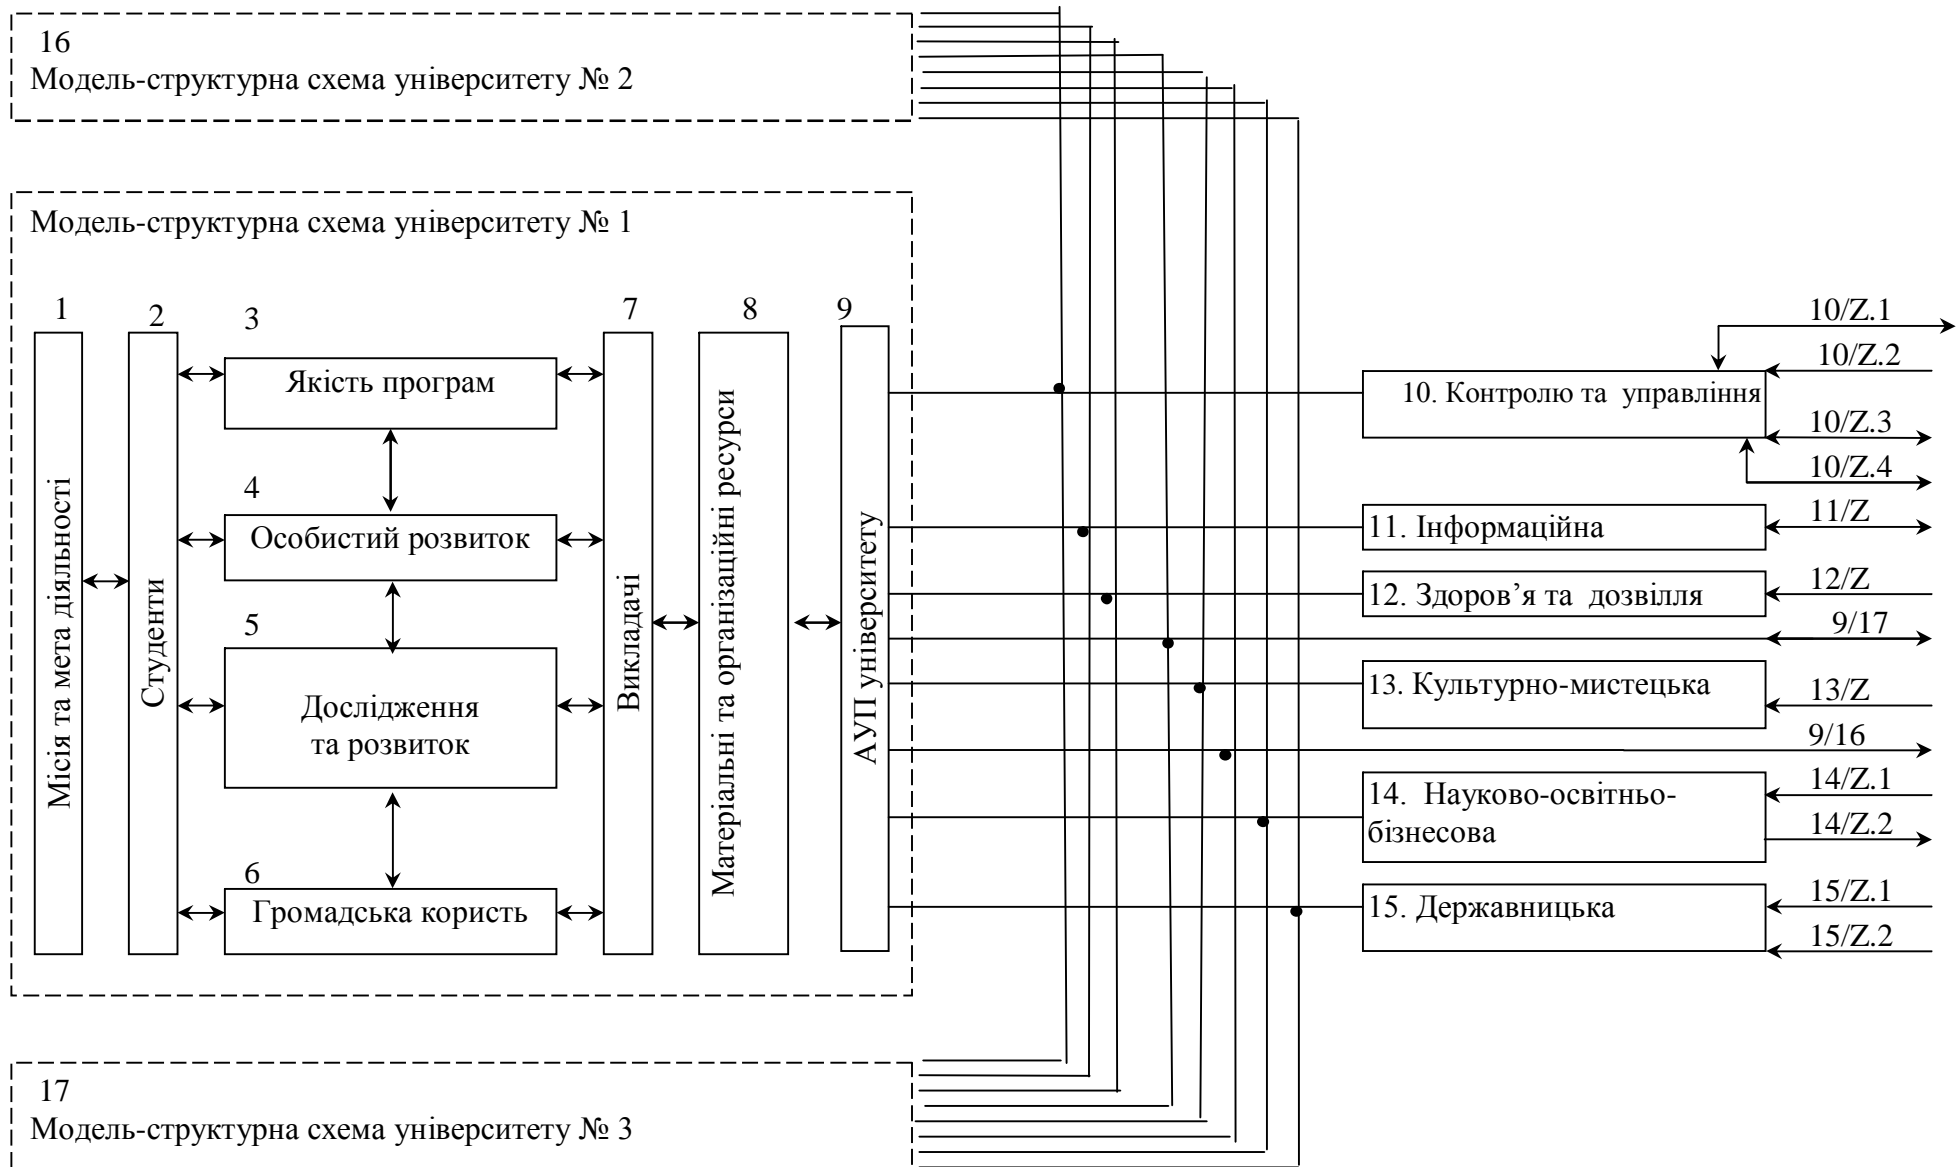 16
Модель-структурна схема університету № 2
Модель-структурна схема університету № 1
1
2
3
7
8
9
Місія та мета діяльності
Студенти
Якість програм
4
Особистий розвиток
5
Дослідження
та розвиток
6
Громадська користь
Викладачі
Матеріальні та організаційні ресурси
АУП університету
10. Контролю та управління
11. Інформаційна
12. Здоров’я та дозвілля
13. Культурно-мистецька
14. Науково-освітньо-
бізнесова
15. Державницька
10/Z.1
10/Z.2
10/Z.3
10/Z.4
11/Z
12/Z
9/17
13/Z
9/16
14/Z.1
14/Z.2
15/Z.1
15/Z.2
17
Модель-структурна схема університету № 3